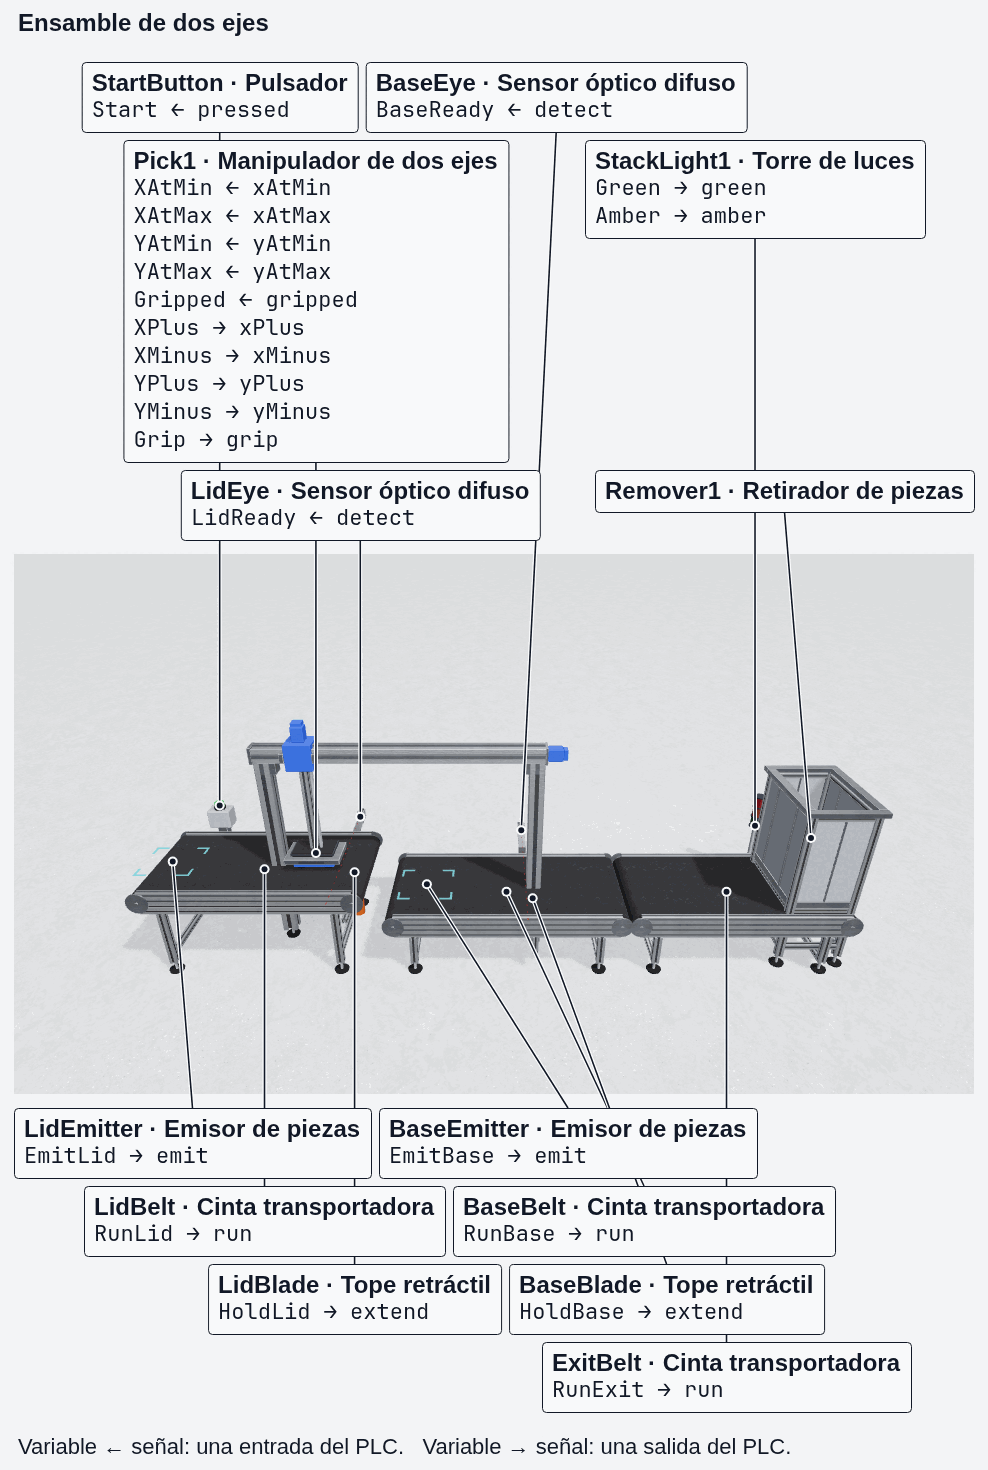 Ensamble de dos ejes
StartButton · Pulsador
Start ← pressed
BaseEye · Sensor óptico difuso
BaseReady ← detect
Pick1 · Manipulador de dos ejes
XAtMin ← xAtMin
XAtMax ← xAtMax
YAtMin ← yAtMin
YAtMax ← yAtMax
Gripped ← gripped
XPlus → xPlus
XMinus → xMinus
YPlus → yPlus
YMinus → yMinus
Grip → grip
StackLight1 · Torre de luces
Green → green
Amber → amber
LidEye · Sensor óptico difuso
LidReady ← detect
Remover1 · Retirador de piezas
LidEmitter · Emisor de piezas
EmitLid → emit
BaseEmitter · Emisor de piezas
EmitBase → emit
LidBelt · Cinta transportadora
RunLid → run
BaseBelt · Cinta transportadora
RunBase → run
LidBlade · Tope retráctil
HoldLid → extend
BaseBlade · Tope retráctil
HoldBase → extend
ExitBelt · Cinta transportadora
RunExit → run
Variable ← señal: una entrada del PLC. Variable → señal: una salida del PLC.